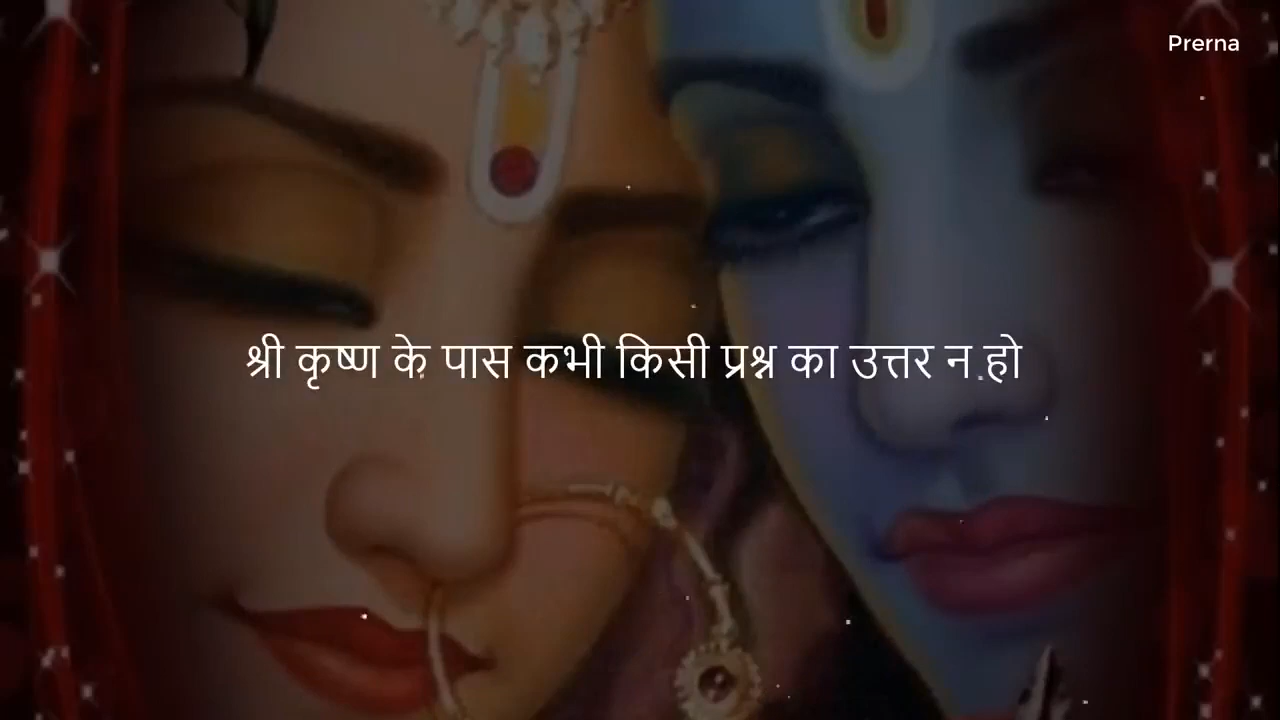 Prerna
श्री कृष्ण के पास कभी किसी प्रश्न का उत्तर न हो